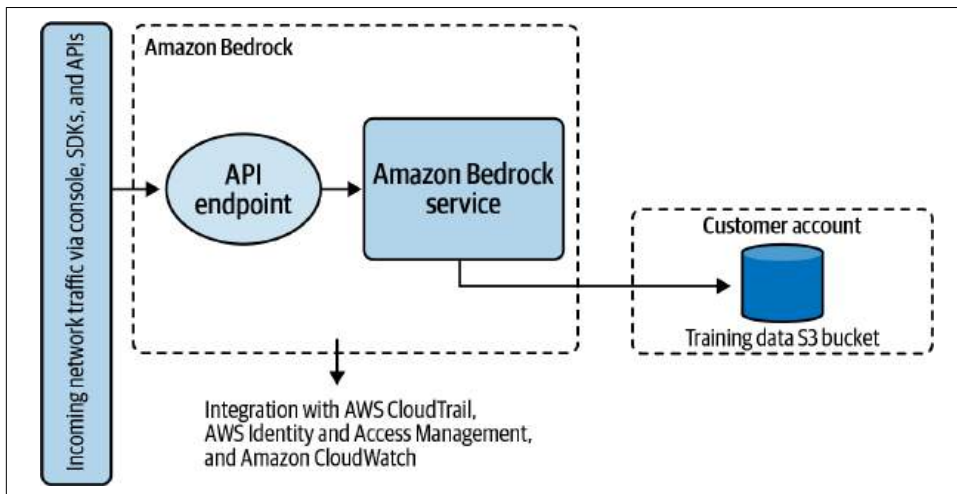 Incoming network traffic via console, SDKs, and APIs
Amazon Bedrock
API
endpoint
Amazon Bedrock
service
Customer account
Training data S3 bucket
Integration with AWS CloudTrail,
AWS Identity and Access Management,
and Amazon CloudWatch